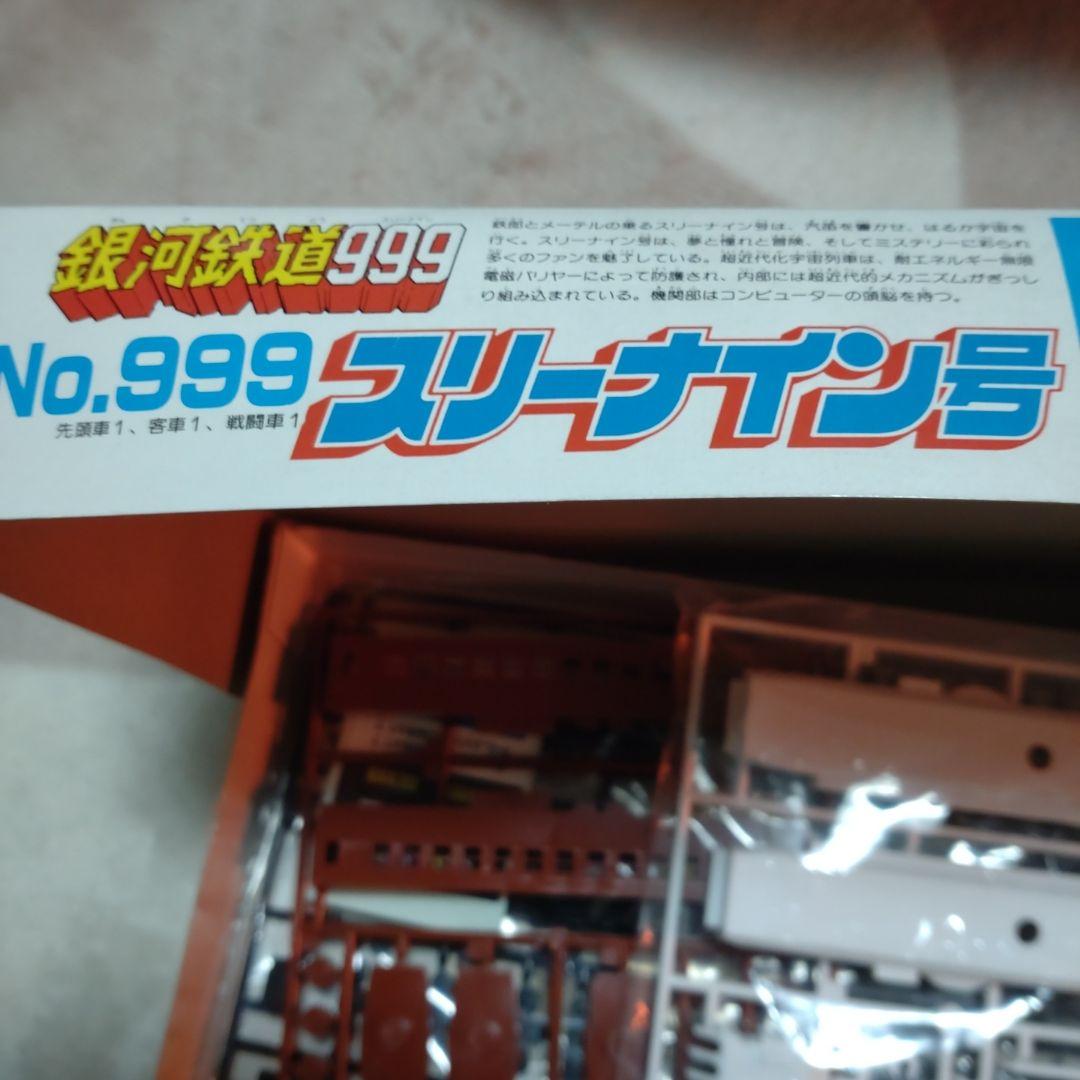 銀河鉄道999
鉄郎とメーテルの乗るスリーナイン号は、汽笛を響かせ、はるか宇宙を
行く。スリーナイン号は、夢と憧れと冒険、そしてミステリーに彩られ
多くのファンを魅了している。超近代化宇宙列車は、耐エネルギー無限
電磁バリヤーによって防護され、内部には超近代的メカニズムがぎっし
り組み込まれている。機関部はコンピューターの頭脳を持つ。
No.999
スリーナイン号
先頭車1、客車1、戦闘車1